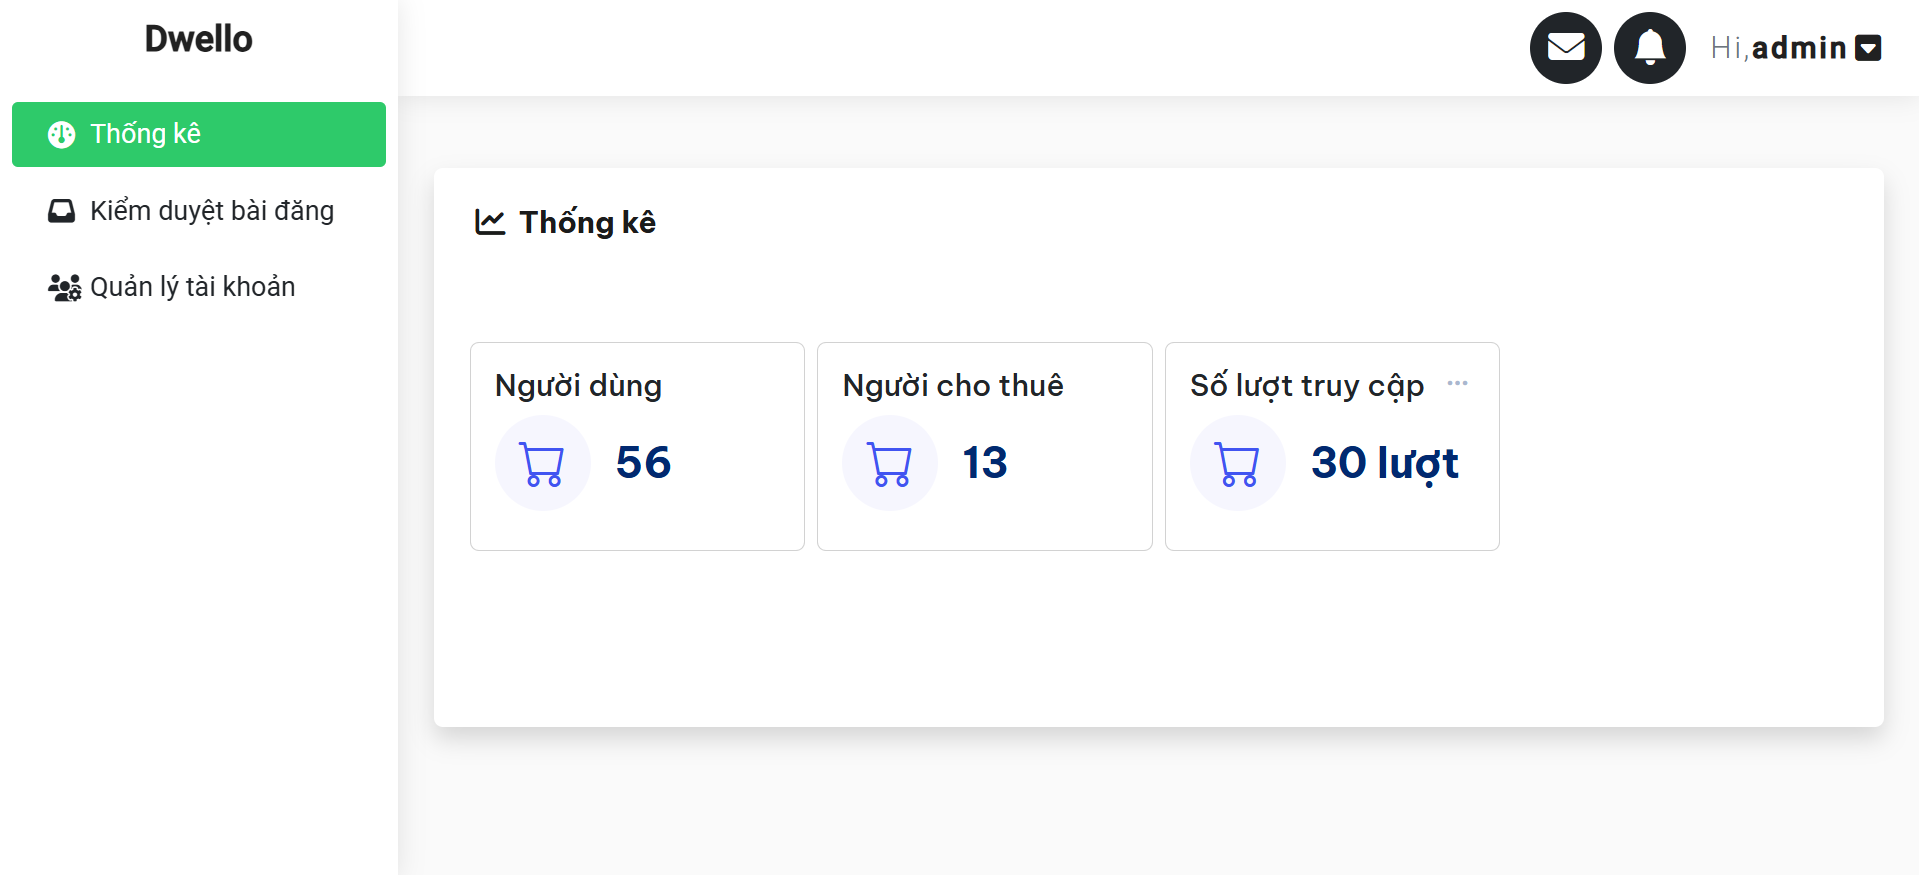 Dwello
Hi,admin
Thống kê
Kiểm duyệt bài đăng
Quản lý tài khoản
Thống kê
Người dùng
56
Người cho thuê
13
Số lượt truy cập
30 lượt